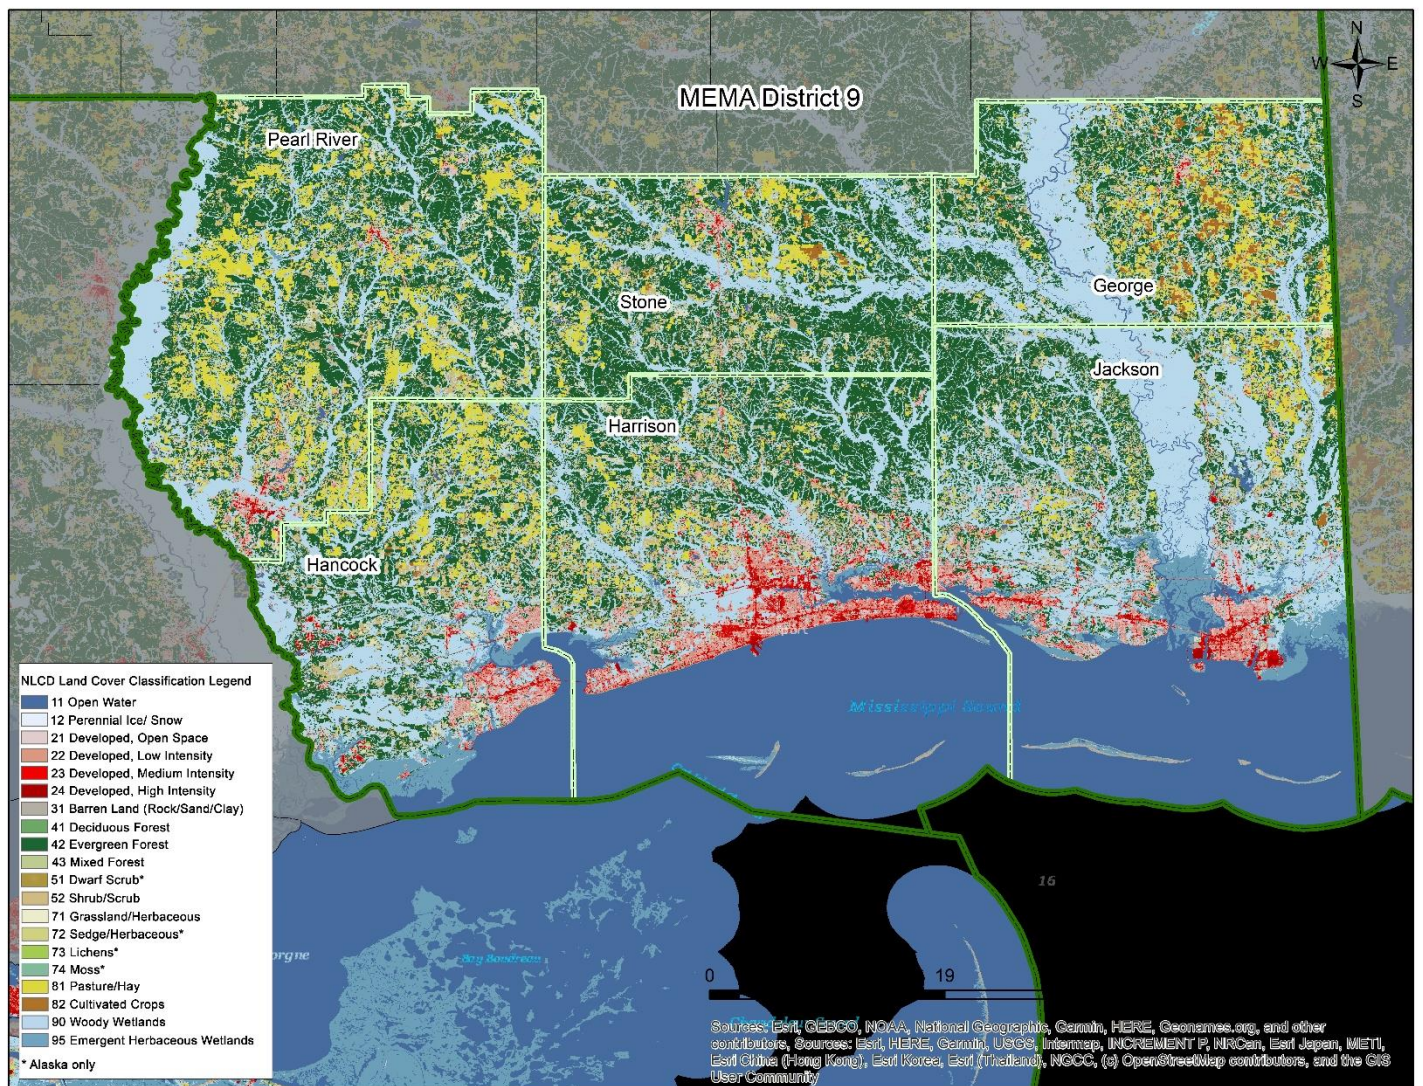 N
W E
S
MEMA District 9
Pearl River
Stone
George
Jackson
Harrison
Hancock
Mississippi Sound
NLCD Land Cover Classification Legend
11 Open Water
12 Perennial Ice/ Snow
21 Developed, Open Space
22 Developed, Low Intensity
23 Developed, Medium Intensity
24 Developed, High Intensity
31 Barren Land (Rock/Sand/Clay)
41 Deciduous Forest
42 Evergreen Forest
43 Mixed Forest
51 Dwarf Scrub*
52 Shrub/Scrub
71 Grassland/Herbaceous
72 Sedge/Herbaceous*
73 Lichens*
74 Moss*
81 Pasture/Hay
82 Cultivated Crops
90 Woody Wetlands
95 Emergent Herbaceous Wetlands
* Alaska only
16
orgne
Bay Boudreau
0 19
Sources: Esri, GEBCO, NOAA, National Geographic, Garmin, HERE, Geonames.org, and other
contributors, Sources: Esri, HERE, Garmin, USGS, Intermap, INCREMENT P, NRCan, Esri Japan, METI,
Esri China (Hong Kong), Esri Korea, Esri (Thailand), NGCC, (c) OpenStreetMap contributors, and the GIS
User Community